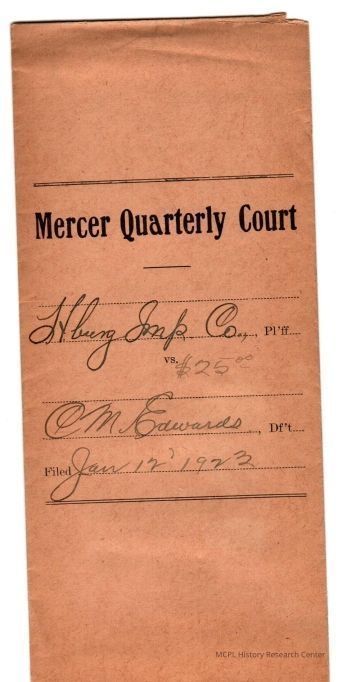 Mercer Quarterly Court
Hburg Imp. Co., Pl'ff
vs. $25.00
O M. Edwards, Df't
Filed Jan 12' 1923
MCPL History Research Center